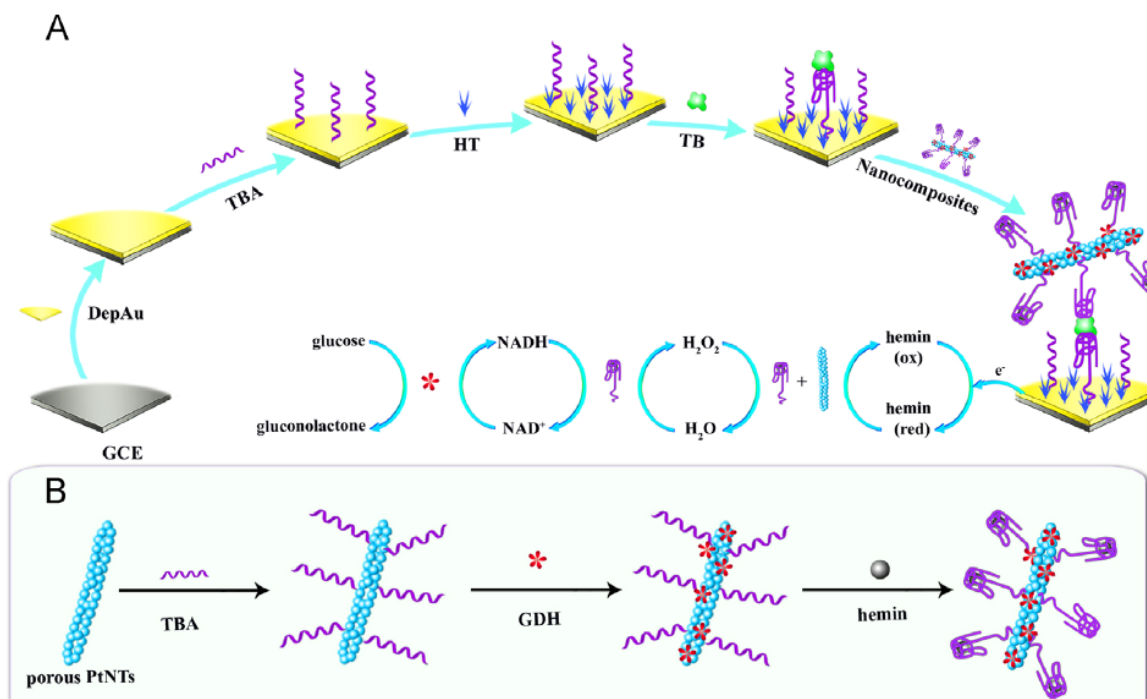 A
TBA
HT
TB
Nanocomposites
DepAu
GCE
glucose
gluconolactone
NADH
NAD⁺
H₂O₂
H₂O
+
hemin
(ox)
hemin
(red)
e⁻
B
porous PtNTs
TBA
GDH
hemin